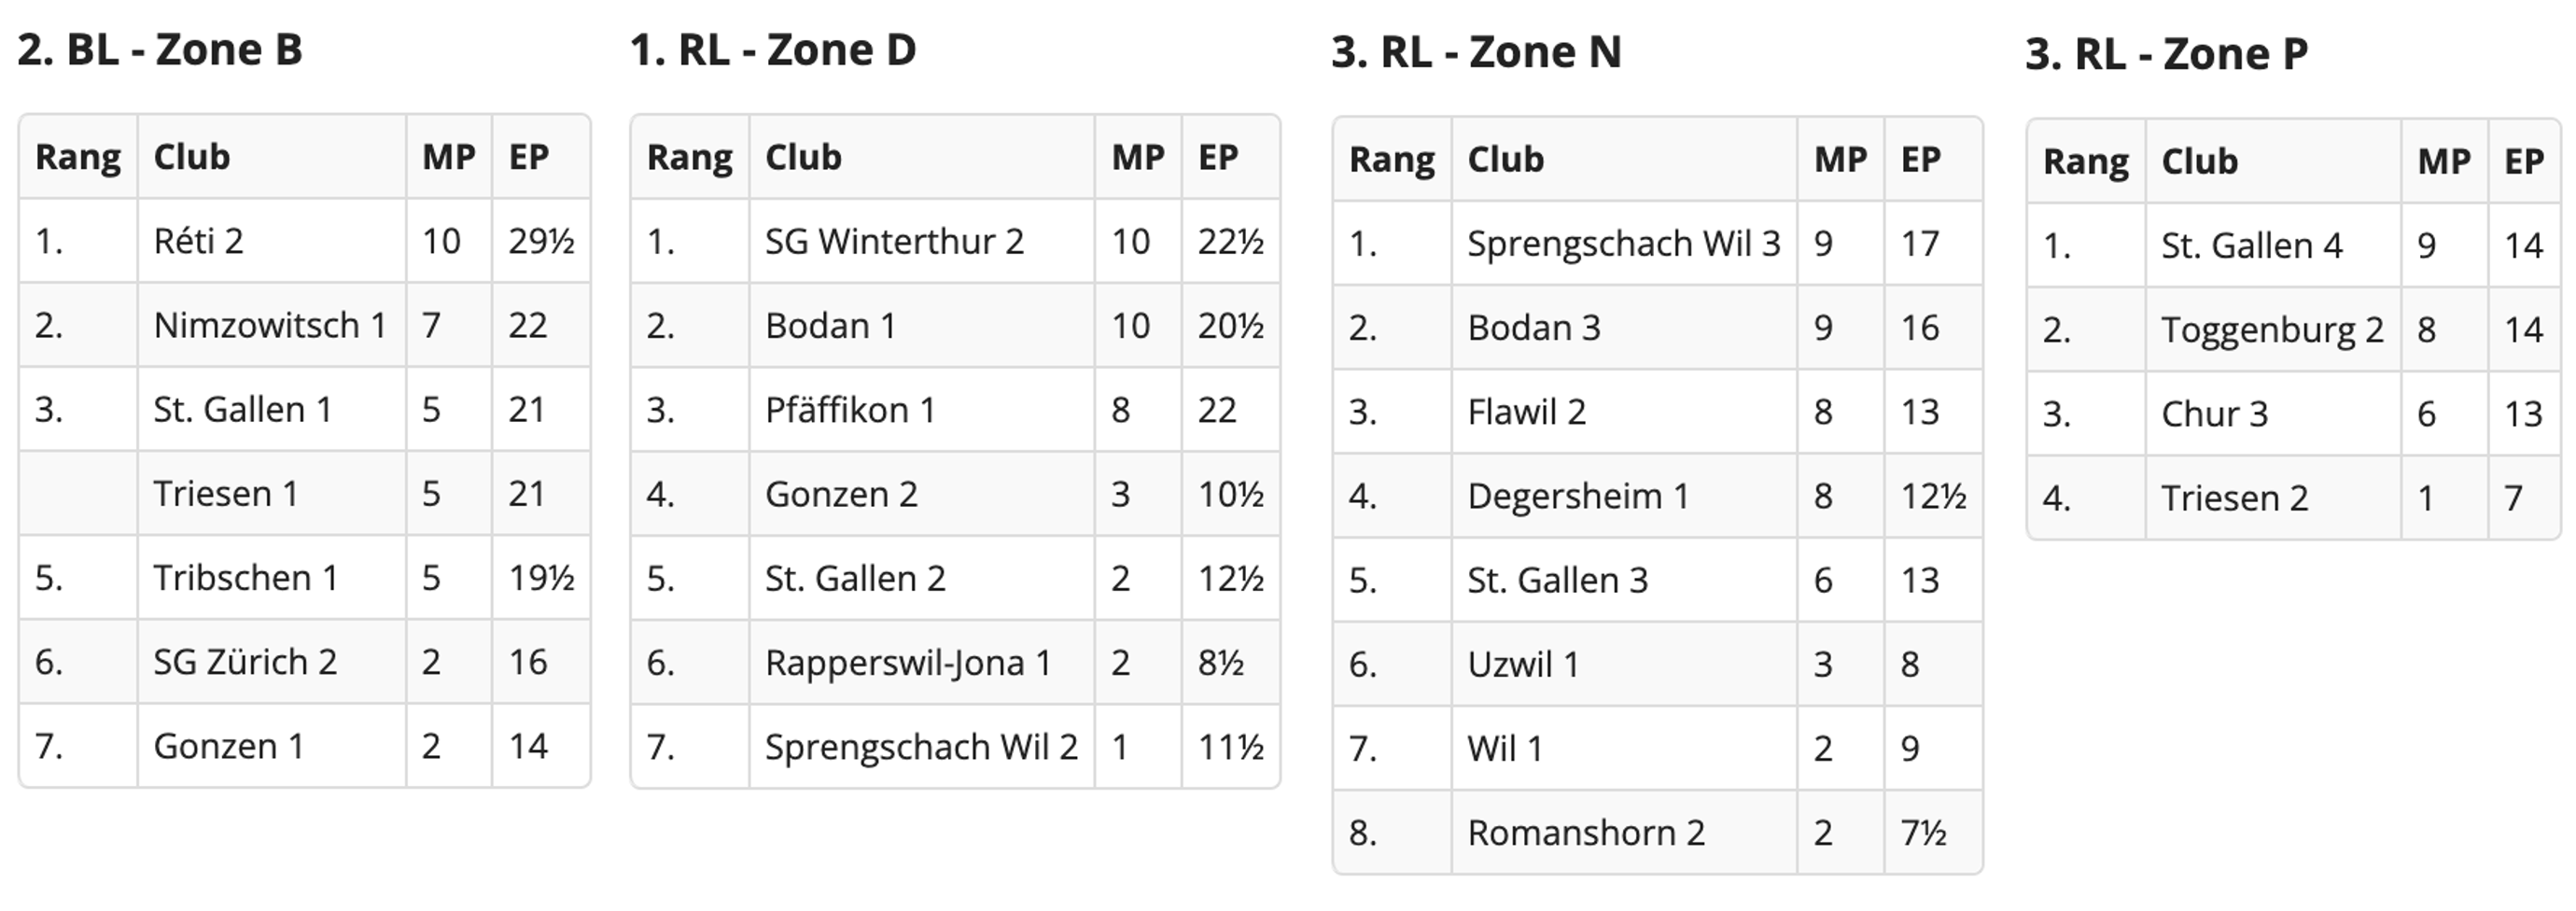 2. BL - Zone B
Rang Club MP EP
1. Réti 2 10 29½
2. Nimzowitsch 1 7 22
3. St. Gallen 1 5 21
Triesen 1 5 21
5. Tribschen 1 5 19½
6. SG Zürich 2 2 16
7. Gonzen 1 2 14
1. RL - Zone D
Rang Club MP EP
1. SG Winterthur 2 10 22½
2. Bodan 1 10 20½
3. Pfäffikon 1 8 22
4. Gonzen 2 3 10½
5. St. Gallen 2 2 12½
6. Rapperswil-Jona 1 2 8½
7. Sprengschach Wil 2 1 11½
3. RL - Zone N
Rang Club MP EP
1. Sprengschach Wil 3 9 17
2. Bodan 3 9 16
3. Flawil 2 8 13
4. Degersheim 1 8 12½
5. St. Gallen 3 6 13
6. Uzwil 1 3 8
7. Wil 1 2 9
8. Romanshorn 2 2 7½
3. RL - Zone P
Rang Club MP EP
1. St. Gallen 4 9 14
2. Toggenburg 2 8 14
3. Chur 3 6 13
4. Triesen 2 1 7